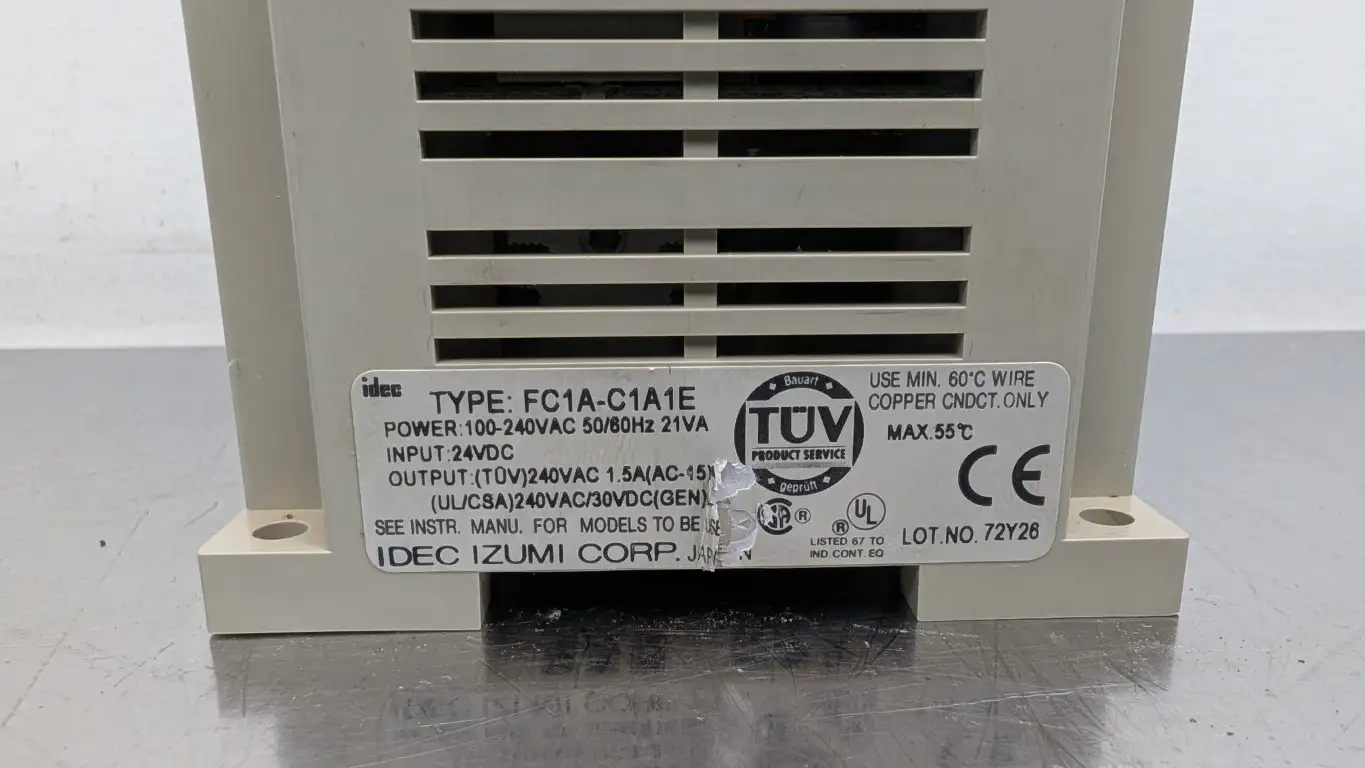 idec
TYPE: FC1A-C1A1E
POWER:100-240VAC 50/60Hz 21VA
INPUT:24VDC
OUTPUT:(TÜV)240VAC 1.5A(AC-15)
(UL/CSA)240VAC/30VDC(GEN)
SEE INSTR. MANU. FOR MODELS TO BE
IDEC IZUMI CORP.
Bauart
TÜV
PRODUCT SERVICE
geprüft
USE MIN. 60°C WIRE
COPPER CNDCT. ONLY
MAX.55℃
CE
®
® UL
LISTED 67 TO
IND.CONT.EQ
LOT.NO. 72Y26